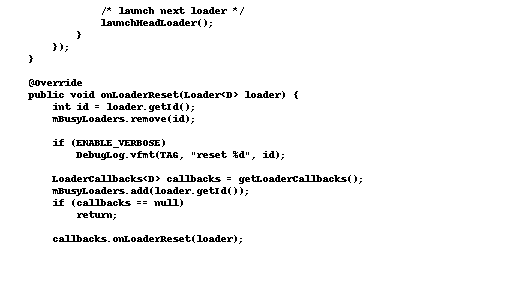 /* launch next loader */
launchHeadLoader();
}
});
}
@Override
public void onLoaderReset(Loader<D> loader) {
int id = loader.getId();
mBusyLoaders.remove(id);
if (ENABLE_VERBOSE)
DebugLog.vfmt(TAG, "reset %d", id);
LoaderCallbacks<D> callbacks = getLoaderCallbacks();
mBusyLoaders.add(loader.getId());
if (callbacks == null)
return;
callbacks.onLoaderReset(loader);